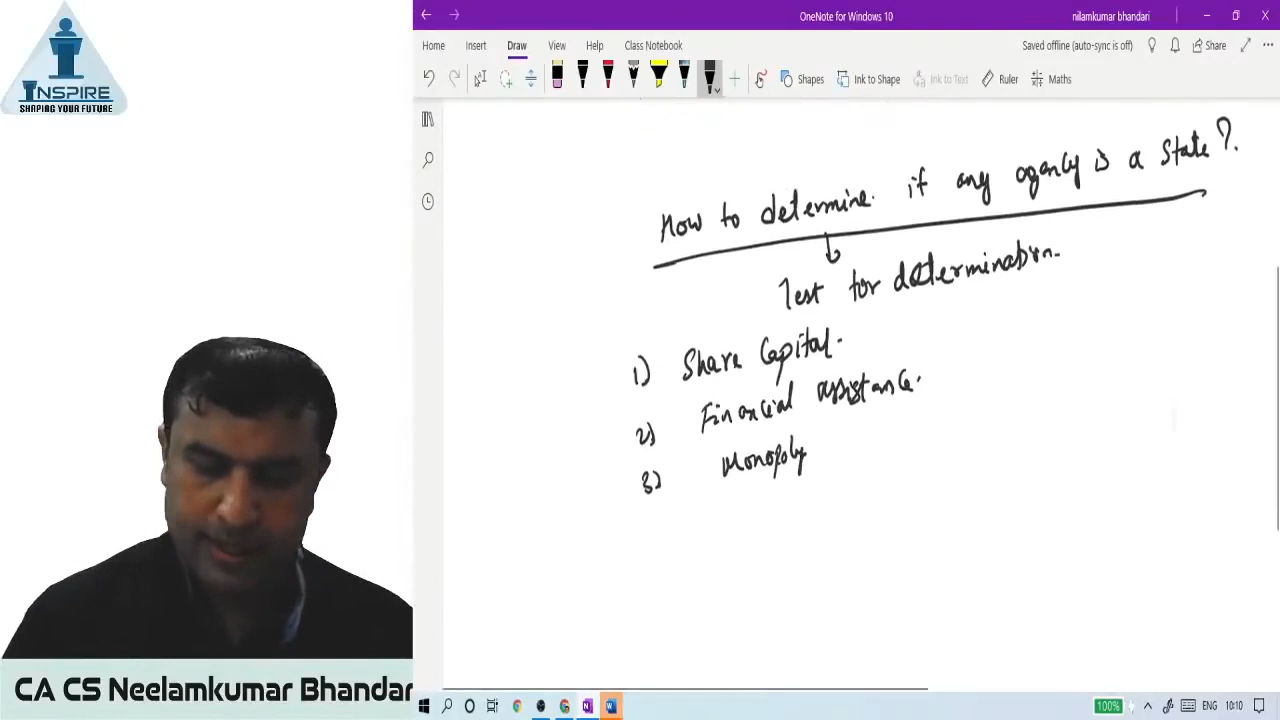 INSPIRE
SHAPING YOUR FUTURE
OneNote for Windows 10
nilamkumar bhandari
Home Insert Draw View Help Class Notebook
Saved offline (auto-sync is off)
Share
Shapes Ink to Shape Ink to Text Ruler Maths
How to determine. if any agency is a State?.
Test for determination.
1) Share Capital.
2) Financial assistance.
3) Monopoly
CA CS Neelamkumar Bhandar
100%
ENG
18:10